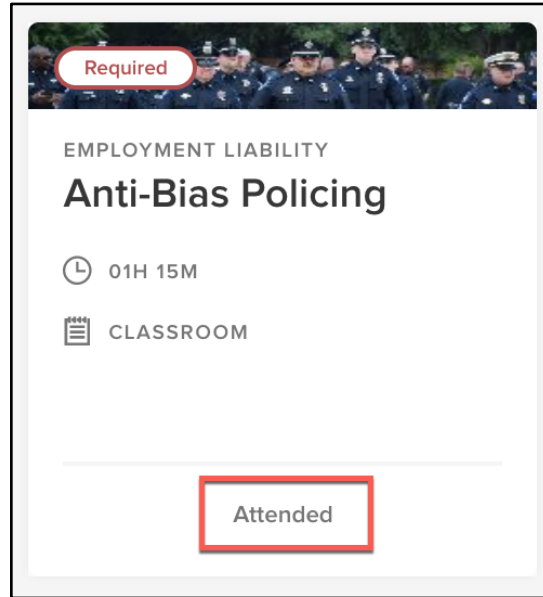 Required
EMPLOYMENT LIABILITY
Anti-Bias Policing
01H 15M
CLASSROOM
Attended